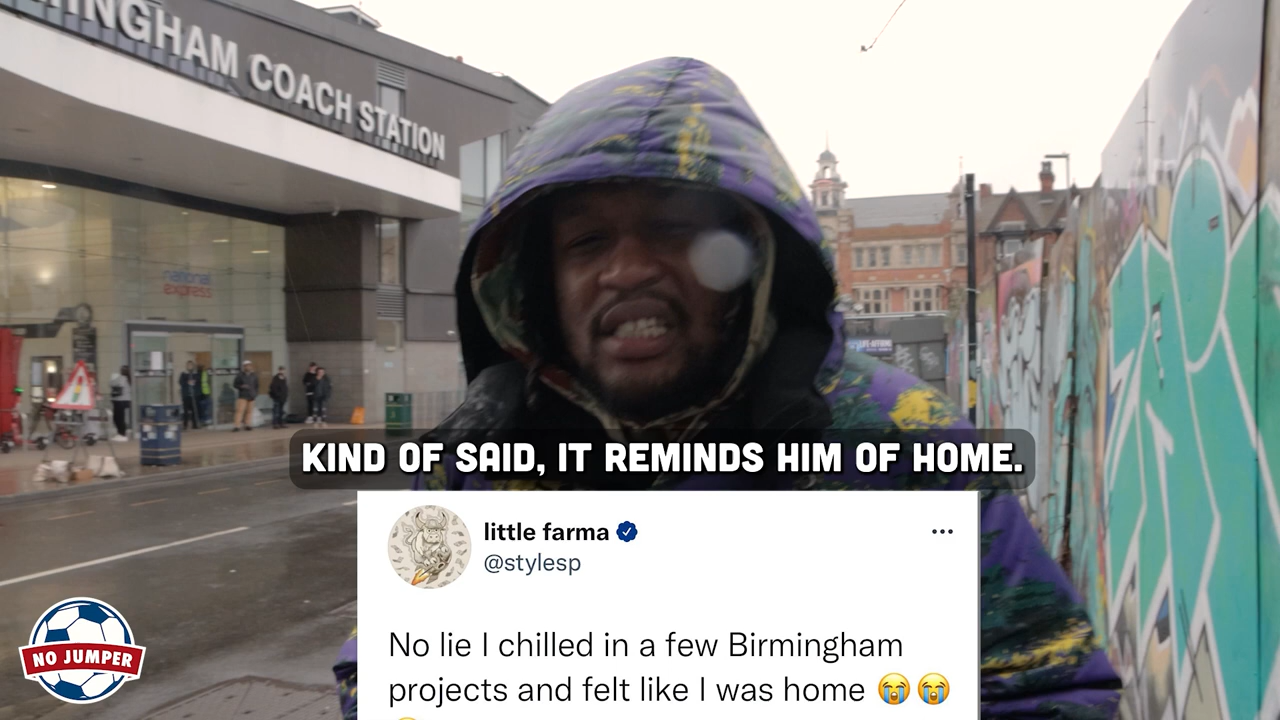 MINGHAM COACH STATION
national
express
KIND OF SAID, IT REMINDS HIM OF HOME.
little farma
@stylesp
No lie I chilled in a few Birmingham
projects and felt like I was home 😭😭
NO JUMPER